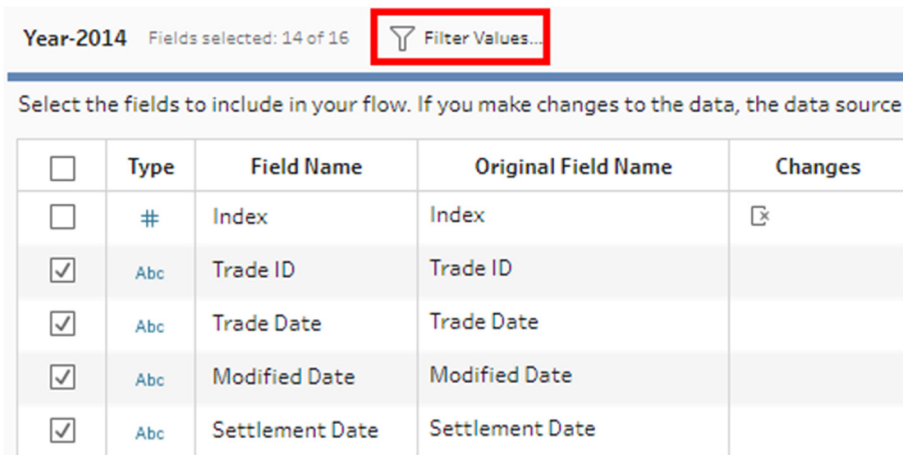 Year-2014 Fields selected: 14 of 16 Filter Values...
Select the fields to include in your flow. If you make changes to the data, the data source
Type Field Name Original Field Name Changes
# Index Index
Abc Trade ID Trade ID
Abc Trade Date Trade Date
Abc Modified Date Modified Date
Abc Settlement Date Settlement Date